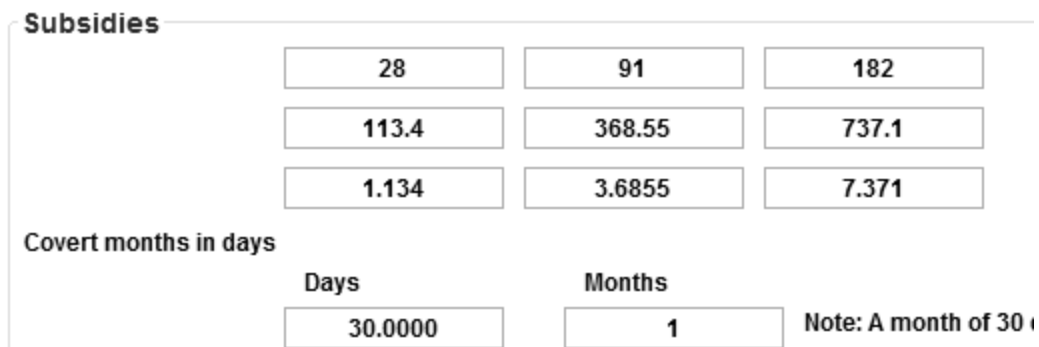 Subsidies
28 91 182
113.4 368.55 737.1
1.134 3.6855 7.371
Covert months in days
Days Months
30.0000 1 Note: A month of 30